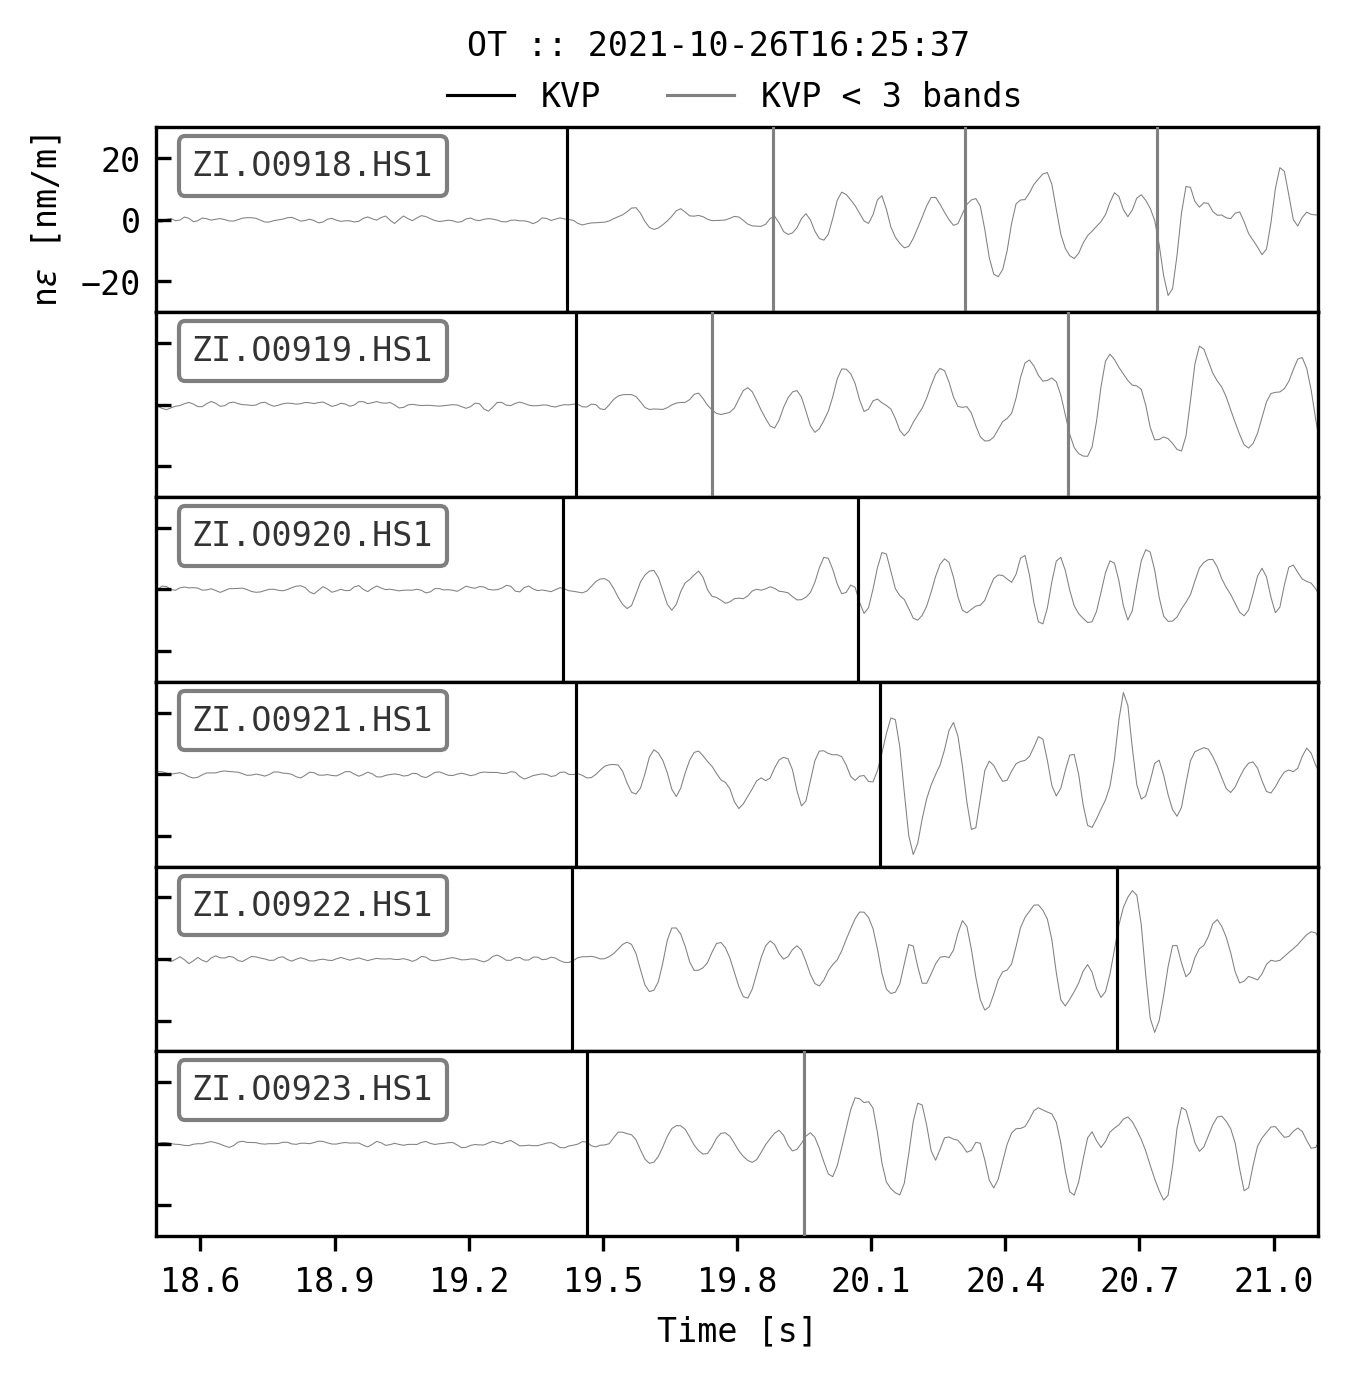 OT :: 2021-10-26T16:25:37
KVP KVP < 3 bands
nε [nm/m]
20
0
−20
ZI.O0918.HS1
ZI.O0919.HS1
ZI.O0920.HS1
ZI.O0921.HS1
ZI.O0922.HS1
ZI.O0923.HS1
18.6 18.9 19.2 19.5 19.8 20.1 20.4 20.7 21.0
Time [s]